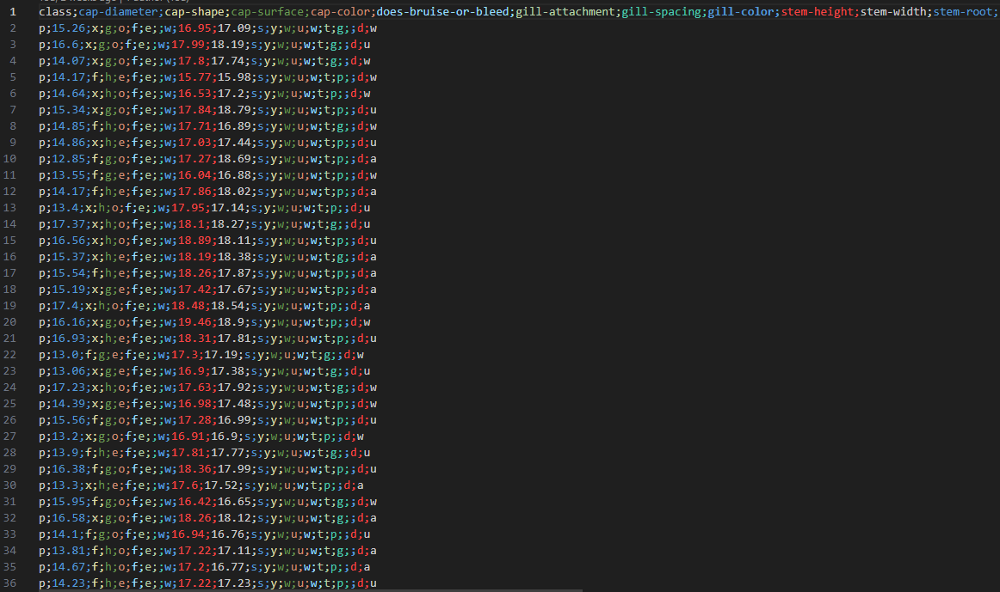 1 class;cap-diameter;cap-shape;cap-surface;cap-color;does-bruise-or-bleed;gill-attachment;gill-spacing;gill-color;stem-height;stem-width;stem-root;
2 p;15.26;x;g;o;f;e;;w;16.95;17.09;s;y;w;u;w;t;g;;d;w
3 p;16.6;x;g;o;f;e;;w;17.99;18.19;s;y;w;u;w;t;g;;d;u
4 p;14.07;x;g;o;f;e;;w;17.8;17.74;s;y;w;u;w;t;g;;d;w
5 p;14.17;f;h;e;f;e;;w;15.77;15.98;s;y;w;u;w;t;p;;d;w
6 p;14.64;x;h;o;f;e;;w;16.53;17.2;s;y;w;u;w;t;p;;d;w
7 p;15.34;x;g;o;f;e;;w;17.84;18.79;s;y;w;u;w;t;p;;d;u
8 p;14.85;f;h;o;f;e;;w;17.71;16.89;s;y;w;u;w;t;g;;d;w
9 p;14.86;x;h;e;f;e;;w;17.03;17.44;s;y;w;u;w;t;p;;d;u
10 p;12.85;f;g;o;f;e;;w;17.27;18.69;s;y;w;u;w;t;p;;d;a
11 p;13.55;f;g;e;f;e;;w;16.04;16.88;s;y;w;u;w;t;p;;d;w
12 p;14.17;f;h;e;f;e;;w;17.86;18.02;s;y;w;u;w;t;p;;d;a
13 p;13.4;x;h;o;f;e;;w;17.95;17.14;s;y;w;u;w;t;p;;d;u
14 p;17.37;x;h;o;f;e;;w;18.1;18.27;s;y;w;u;w;t;g;;d;u
15 p;16.56;x;h;o;f;e;;w;18.89;18.11;s;y;w;u;w;t;p;;d;u
16 p;15.37;x;g;o;f;e;;w;18.19;18.38;s;y;w;u;w;t;g;;d;a
17 p;15.54;f;h;e;f;e;;w;18.26;17.87;s;y;w;u;w;t;p;;d;a
18 p;15.19;x;g;e;f;e;;w;17.42;17.67;s;y;w;u;w;t;p;;d;a
19 p;17.4;x;h;o;f;e;;w;18.48;18.54;s;y;w;u;w;t;p;;d;a
20 p;16.16;x;g;o;f;e;;w;19.46;18.9;s;y;w;u;w;t;p;;d;w
21 p;16.93;x;h;e;f;e;;w;18.31;17.81;s;y;w;u;w;t;p;;d;u
22 p;13.0;f;g;e;f;e;;w;17.3;17.19;s;y;w;u;w;t;g;;d;w
23 p;13.06;x;g;e;f;e;;w;16.9;17.38;s;y;w;u;w;t;g;;d;u
24 p;17.23;x;h;o;f;e;;w;17.63;17.92;s;y;w;u;w;t;g;;d;w
25 p;14.39;x;g;e;f;e;;w;16.98;17.48;s;y;w;u;w;t;p;;d;w
26 p;15.56;f;g;o;f;e;;w;17.28;16.99;s;y;w;u;w;t;p;;d;u
27 p;13.2;x;g;o;f;e;;w;16.91;16.9;s;y;w;u;w;t;p;;d;w
28 p;13.9;f;h;e;f;e;;w;17.81;17.77;s;y;w;u;w;t;g;;d;u
29 p;16.38;f;g;o;f;e;;w;18.36;17.99;s;y;w;u;w;t;p;;d;u
30 p;13.3;x;h;e;f;e;;w;17.6;17.52;s;y;w;u;w;t;p;;d;a
31 p;15.95;f;g;o;f;e;;w;16.42;16.65;s;y;w;u;w;t;g;;d;w
32 p;16.58;x;g;o;f;e;;w;18.26;18.12;s;y;w;u;w;t;g;;d;a
33 p;14.1;f;g;o;f;e;;w;16.94;16.76;s;y;w;u;w;t;p;;d;u
34 p;13.81;f;h;o;f;e;;w;17.22;17.11;s;y;w;u;w;t;g;;d;a
35 p;14.67;f;h;o;f;e;;w;17.2;16.77;s;y;w;u;w;t;p;;d;a
36 p;14.23;f;h;e;f;e;;w;17.22;17.23;s;y;w;u;w;t;p;;d;u